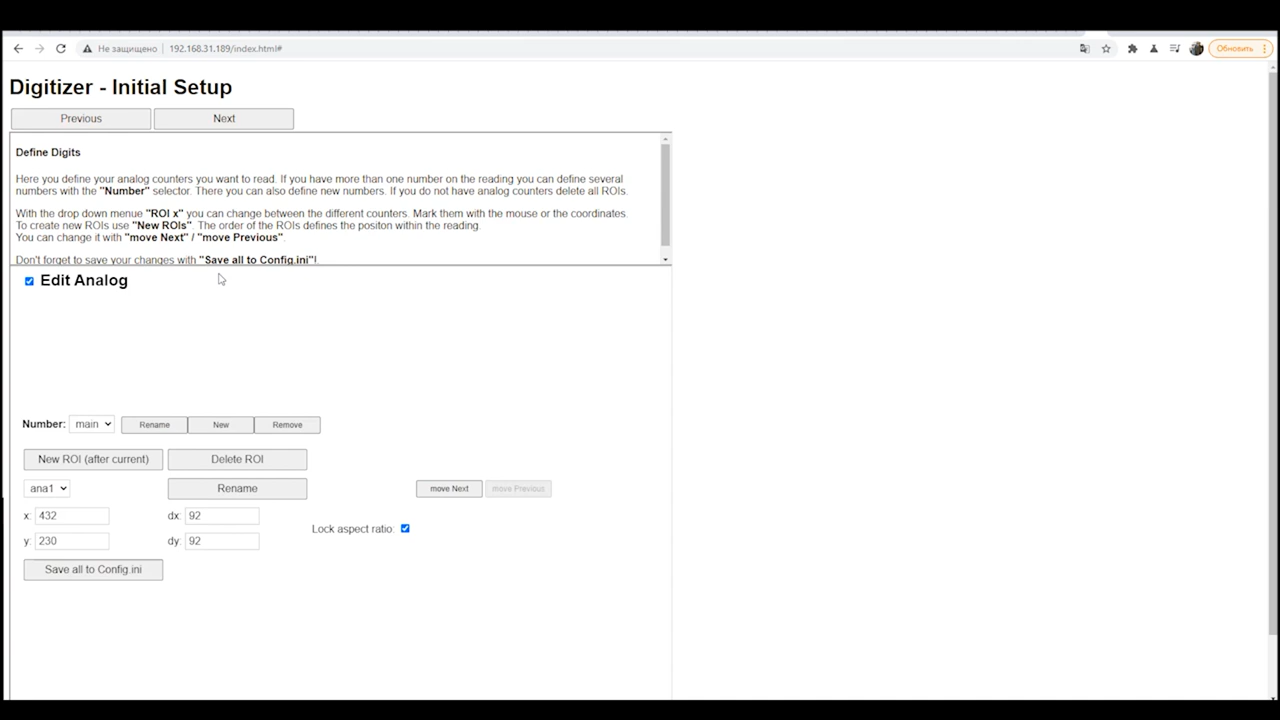 Не защищено
192.168.31.189/index.html#
Обновить
Digitizer - Initial Setup
Previous
Next
Define Digits
Here you define your analog counters you want to read. If you have more than one number on the reading you can define several
numbers with the "Number" selector. There you can also define new numbers. If you do not have analog counters delete all ROIs.
With the drop down menue "ROI x" you can change between the different counters. Mark them with the mouse or the coordinates.
To create new ROIs use "New ROIs". The order of the ROIs defines the positon within the reading.
You can change it with "move Next" / "move Previous".
Don't forget to save your changes with "Save all to Config.ini"!
Edit Analog
Number: main
Rename
New
Remove
New ROI (after current)
Delete ROI
ana1
Rename
move Next
move Previous
x: 432
dx: 92
Lock aspect ratio:
y: 230
dy: 92
Save all to Config.ini